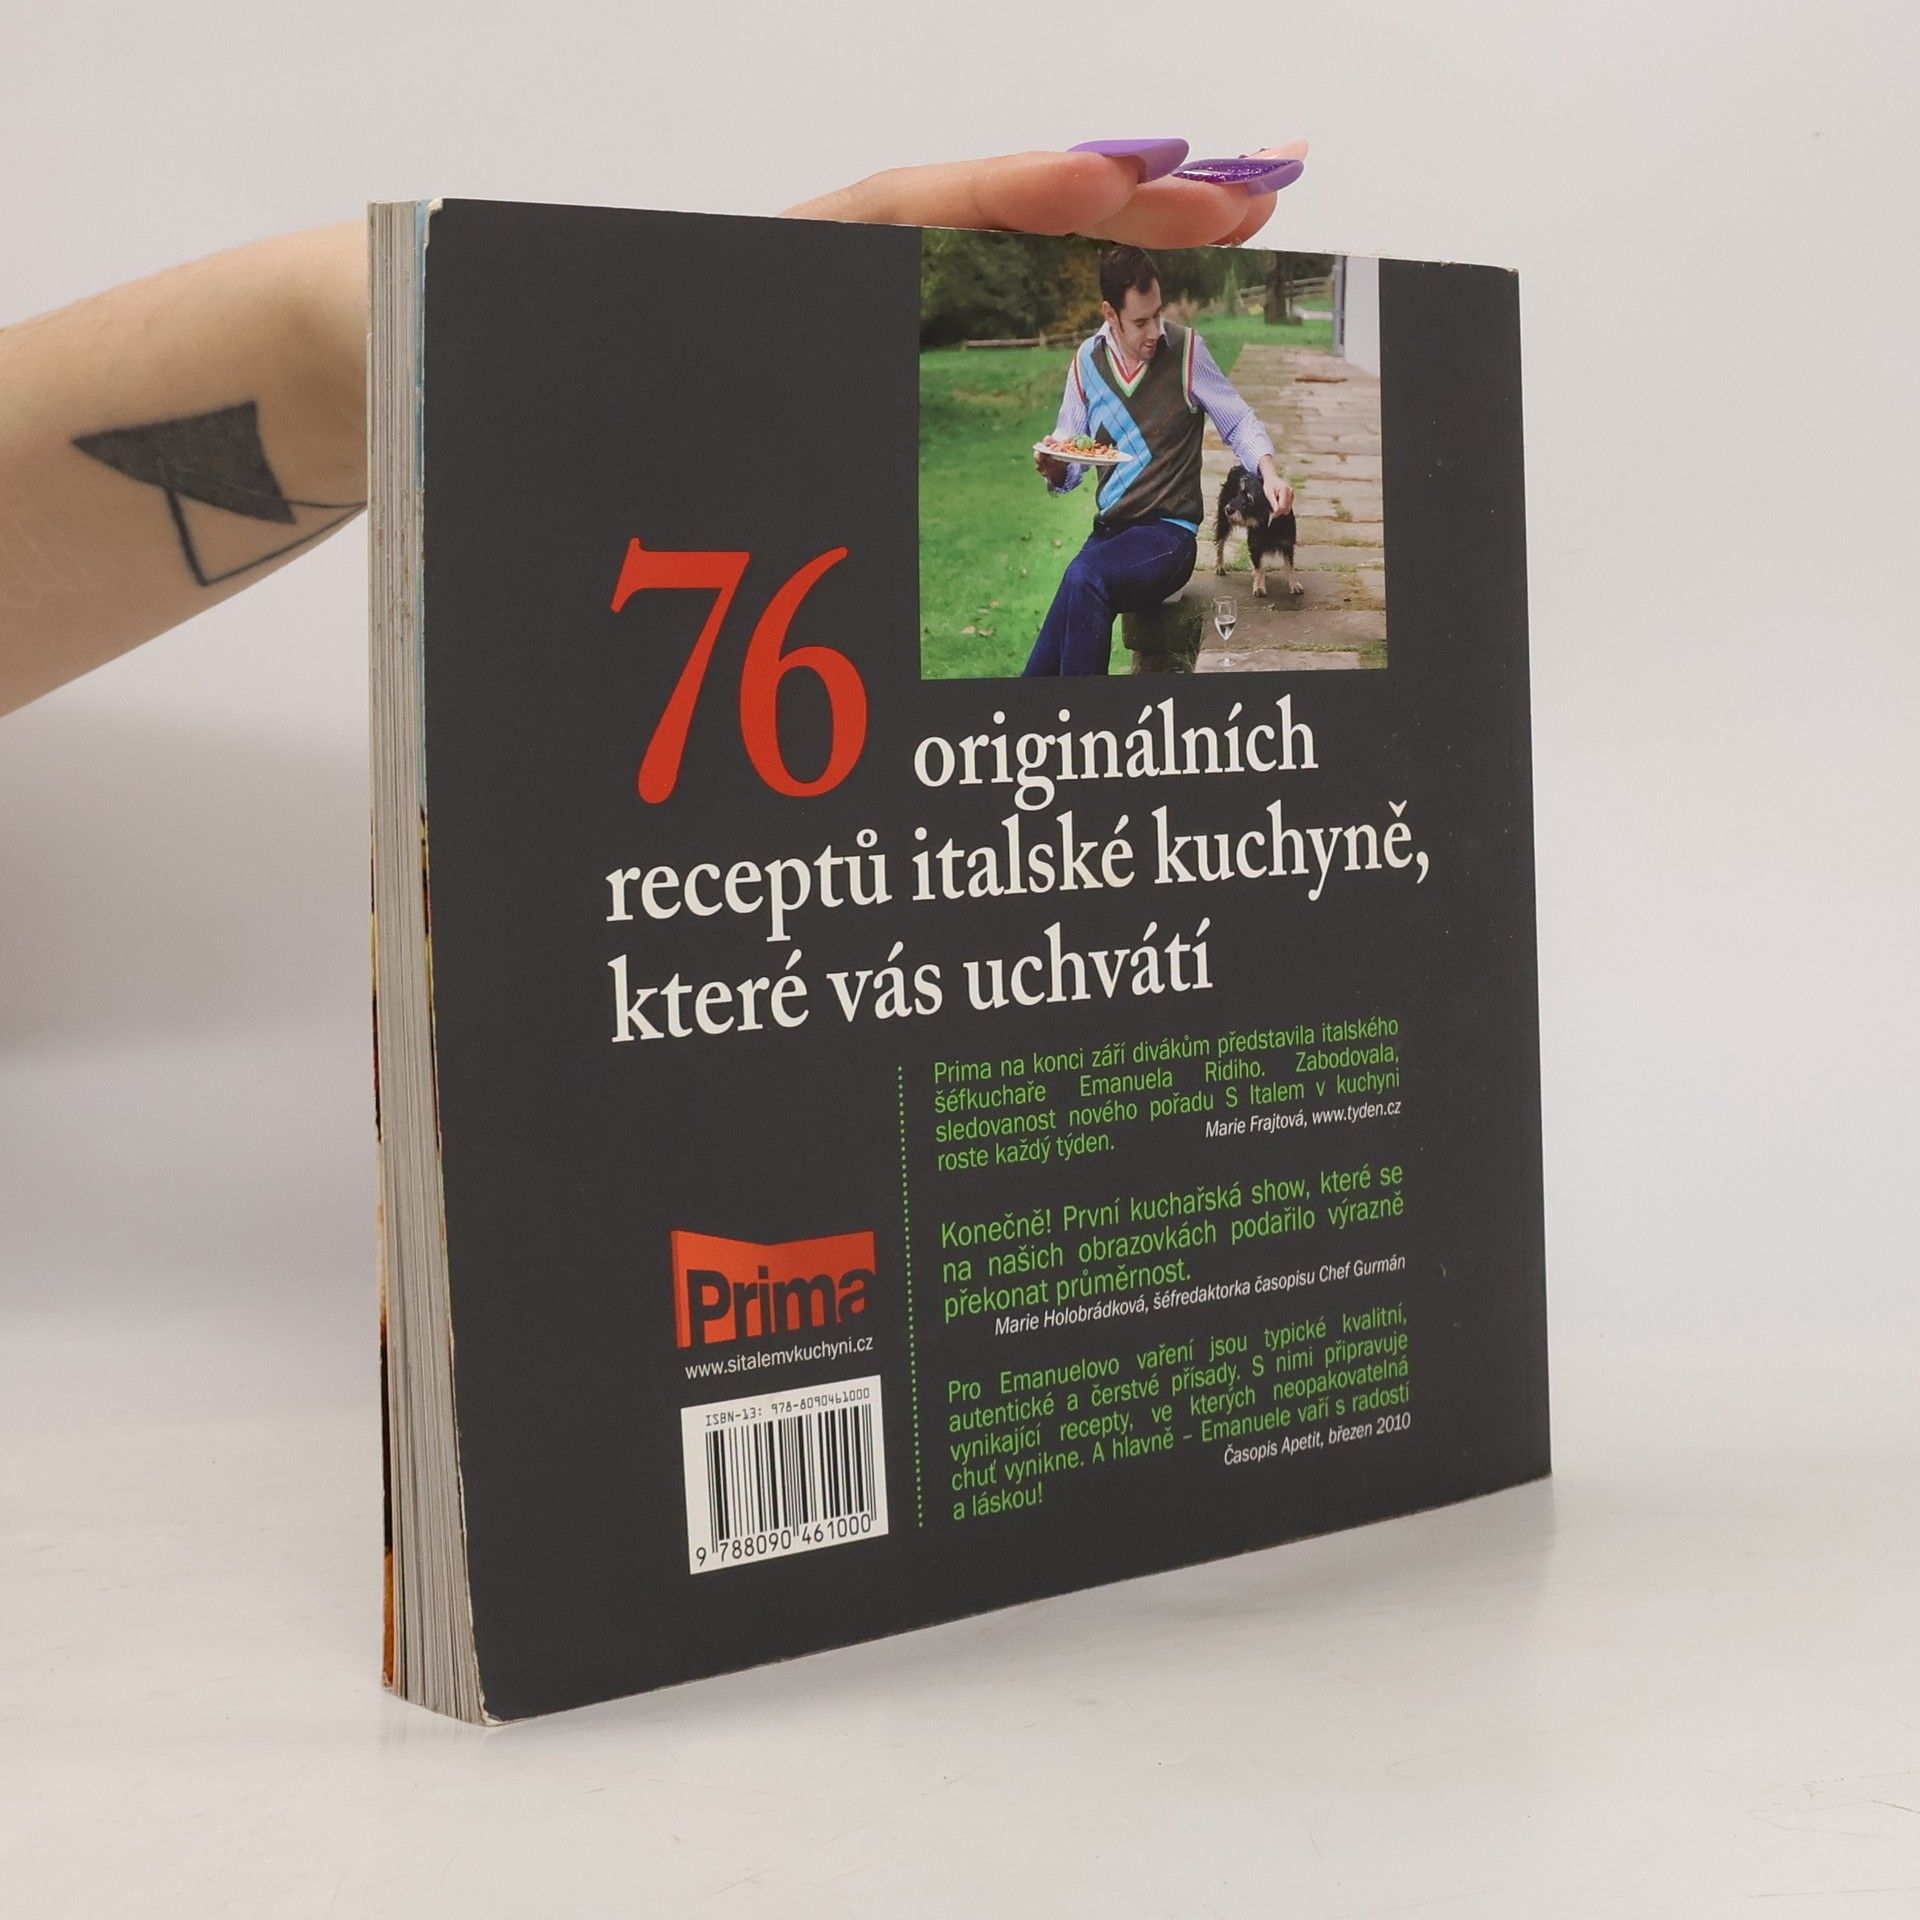 76 originálních
receptů italské kuchyně,
které vás uchvátí
Prima na konci září divákům představila italského
šéfkuchaře Emanuela Ridiho. Zabodovala,
sledovanost nového pořadu S Italem v kuchyni
roste každý týden.
Marie Frajtová, www.tyden.cz
Konečně! První kuchařská show, které se
na našich obrazovkách podařilo výrazně
překonat průměrnost.
Marie Holobrádková, šéfredaktorka časopisu Chef Gurmán
Pro Emanuelovo vaření jsou typické kvalitní,
autentické a čerstvé přísady. S nimi připravuje
vynikající recepty, ve kterých neopakovatelná
chuť vynikne. A hlavně – Emanuele vaří s radostí
a láskou!
Časopis Apetit, březen 2010
Prima
www.sitalemvkuchyni.cz
ISBN-13: 978-8090461000
9 788090 461000